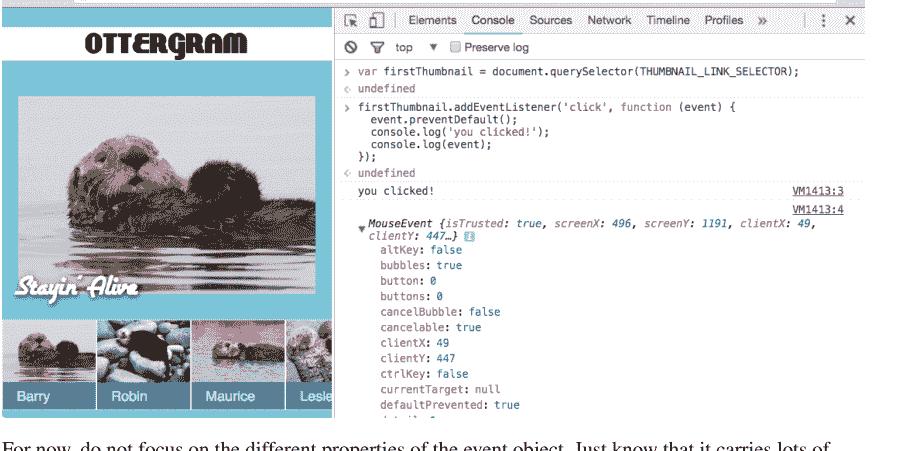 OTTERGRAM
Stayin' Alive
Barry
Robin
Maurice
Lesle
Elements Console Sources Network Timeline Profiles »
top ▼ Preserve log
> var firstThumbnail = document.querySelector(THUMBNAIL_LINK_SELECTOR);
< undefined
> firstThumbnail.addEventListener('click', function (event) {
event.preventDefault();
console.log('you clicked!');
console.log(event);
});
< undefined
you clicked! VM1413:3
VM1413:4
▼ MouseEvent {isTrusted: true, screenX: 496, screenY: 1191, clientX: 49,
clientY: 447…}
altKey: false
bubbles: true
button: 0
buttons: 0
cancelBubble: false
cancelable: true
clientX: 49
clientY: 447
ctrlKey: false
currentTarget: null
defaultPrevented: true
For now, do not focus on the different properties of the event object. Just know that it carries lots of